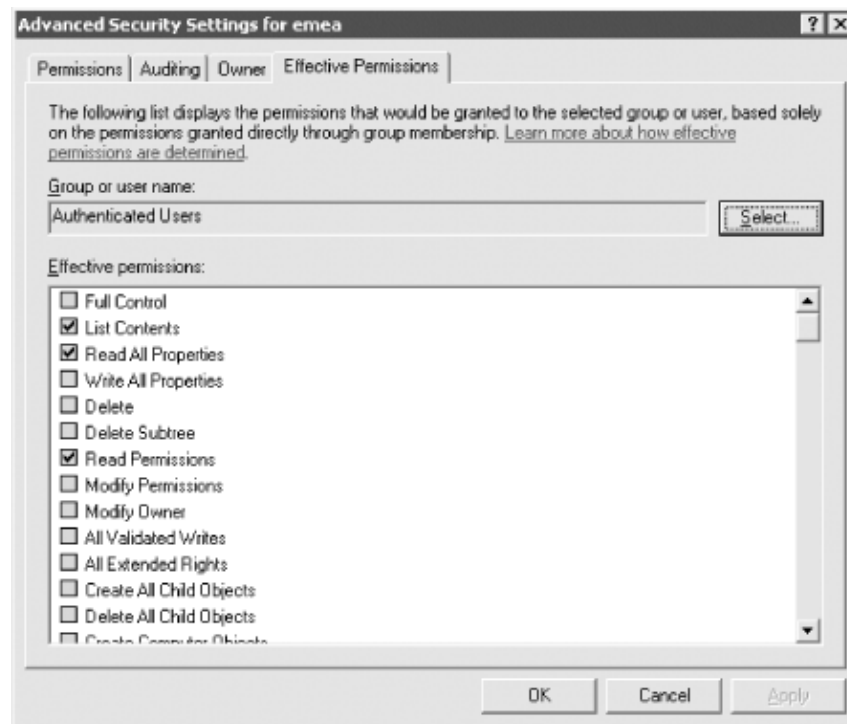 Advanced Security Settings for emea
Permissions
Auditing
Owner
Effective Permissions
The following list displays the permissions that would be granted to the selected group or user, based solely
on the permissions granted directly through group membership. Learn more about how effective
permissions are determined.
Group or user name:
Authenticated Users
Select...
Effective permissions:
Full Control
List Contents
Read All Properties
Write All Properties
Delete
Delete Subtree
Read Permissions
Modify Permissions
Modify Owner
All Validated Writes
All Extended Rights
Create All Child Objects
Delete All Child Objects
Create Computer Objects
OK
Cancel
Apply